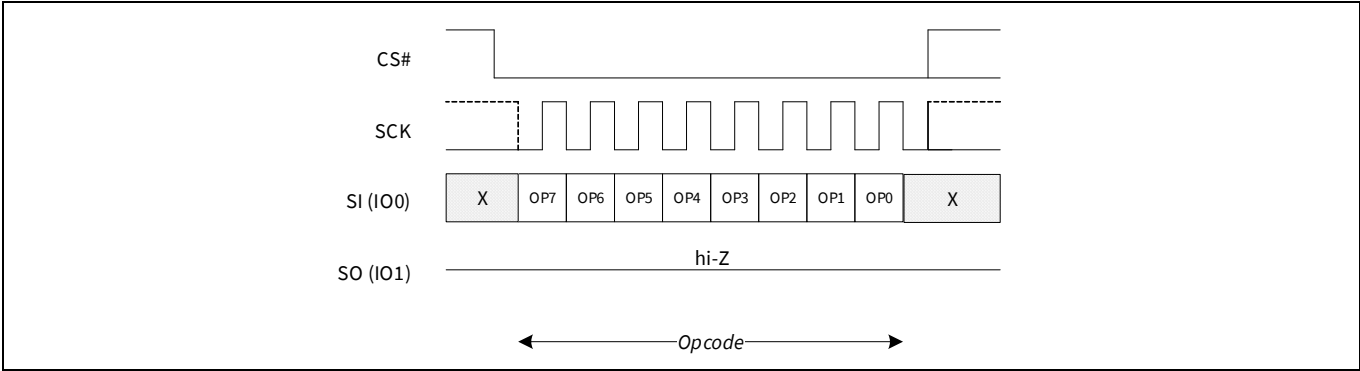 CS#
SCK
SI (IO0) X OP7 OP6 OP5 OP4 OP3 OP2 OP1 OP0 X
hi-Z
SO (IO1)
Opcode